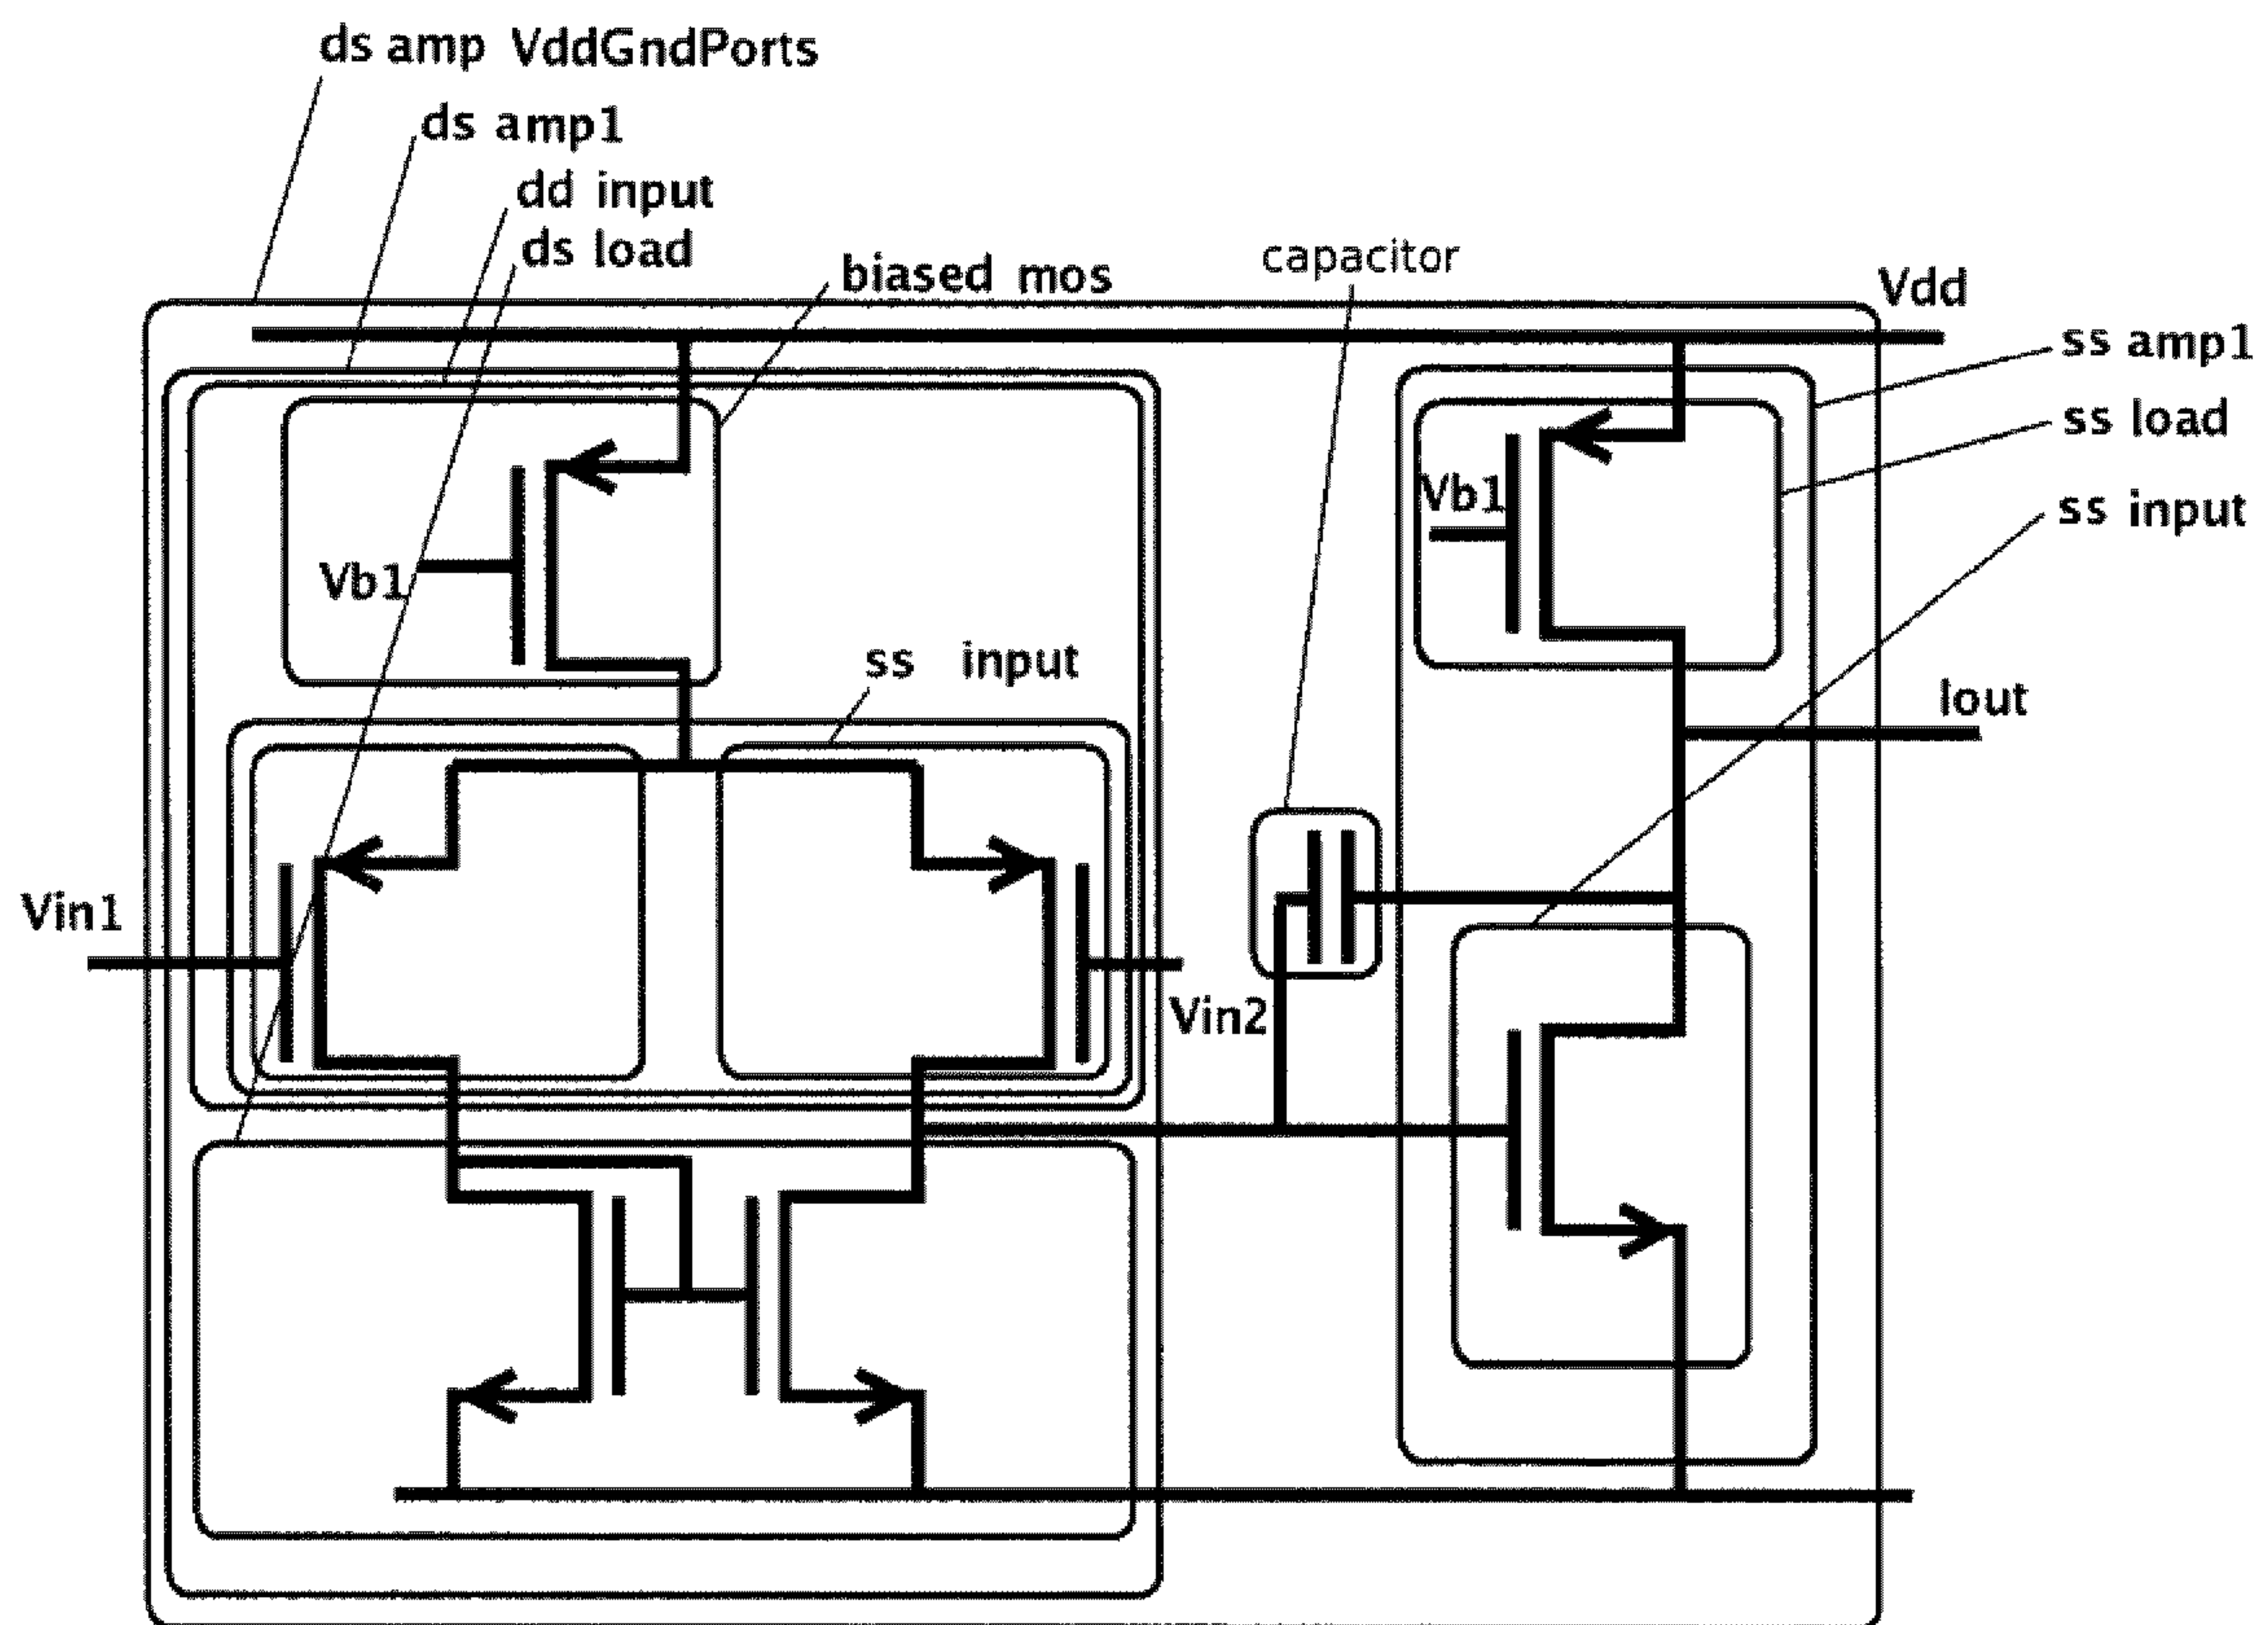 ds amp VddGndPorts
ds amp1
dd input
ds load
biased mos
capacitor
Vdd
ss amp1
ss load
ss input
Vb1
Vb1
ss input
Iout
Vin1
Vin2